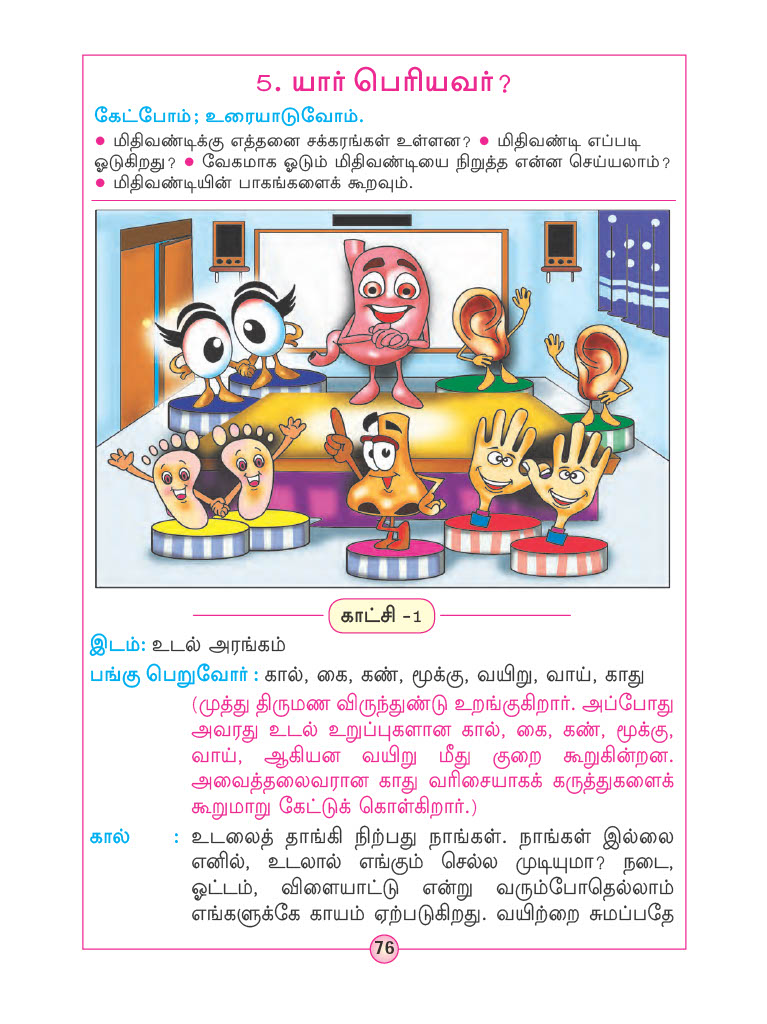 5. யார் பெரியவர்?
கேட்போம்; உரையாடுவோம்.
● மிதிவண்டிக்கு எத்தனை சக்கரங்கள் உள்ளன? ● மிதிவண்டி எப்படி
ஓடுகிறது? ● வேகமாக ஓடும் மிதிவண்டியை நிறுத்த என்ன செய்யலாம்?
● மிதிவண்டியின் பாகங்களைக் கூறவும்.
காட்சி -1
இடம்: உடல் அரங்கம்
பங்கு பெறுவோர் : கால், கை, கண், மூக்கு, வயிறு, வாய், காது
(முத்து திருமண விருந்துண்டு உறங்குகிறார். அப்போது
அவரது உடல் உறுப்புகளான கால், கை, கண், மூக்கு,
வாய், ஆகியன வயிறு மீது குறை கூறுகின்றன.
அவைத்தலைவரான காது வரிசையாகக் கருத்துகளைக்
கூறுமாறு கேட்டுக் கொள்கிறார்.)
கால் : உடலைத் தாங்கி நிற்பது நாங்கள். நாங்கள் இல்லை
எனில், உடலால் எங்கும் செல்ல முடியுமா? நடை,
ஓட்டம், விளையாட்டு என்று வரும்போதெல்லாம்
எங்களுக்கே காயம் ஏற்படுகிறது. வயிற்றை சுமப்பதே
76